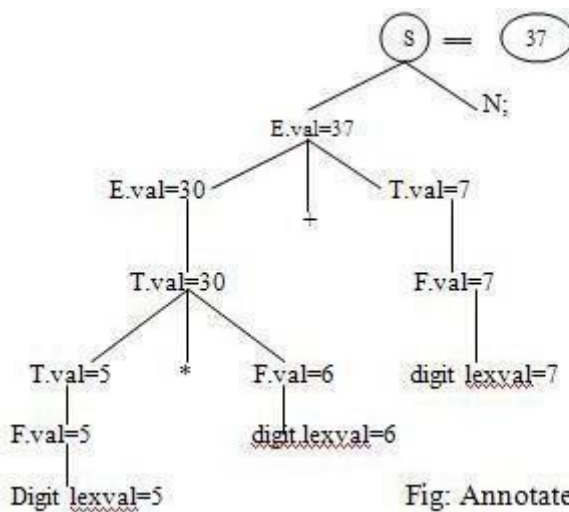 S = 37
N;
E.val=37
E.val=30
+
T.val=7
T.val=30
F.val=7
T.val=5 * F.val=6 digit lexval=7
F.val=5 digit.lexval=6
Digit lexval=5 Fig: Annotate